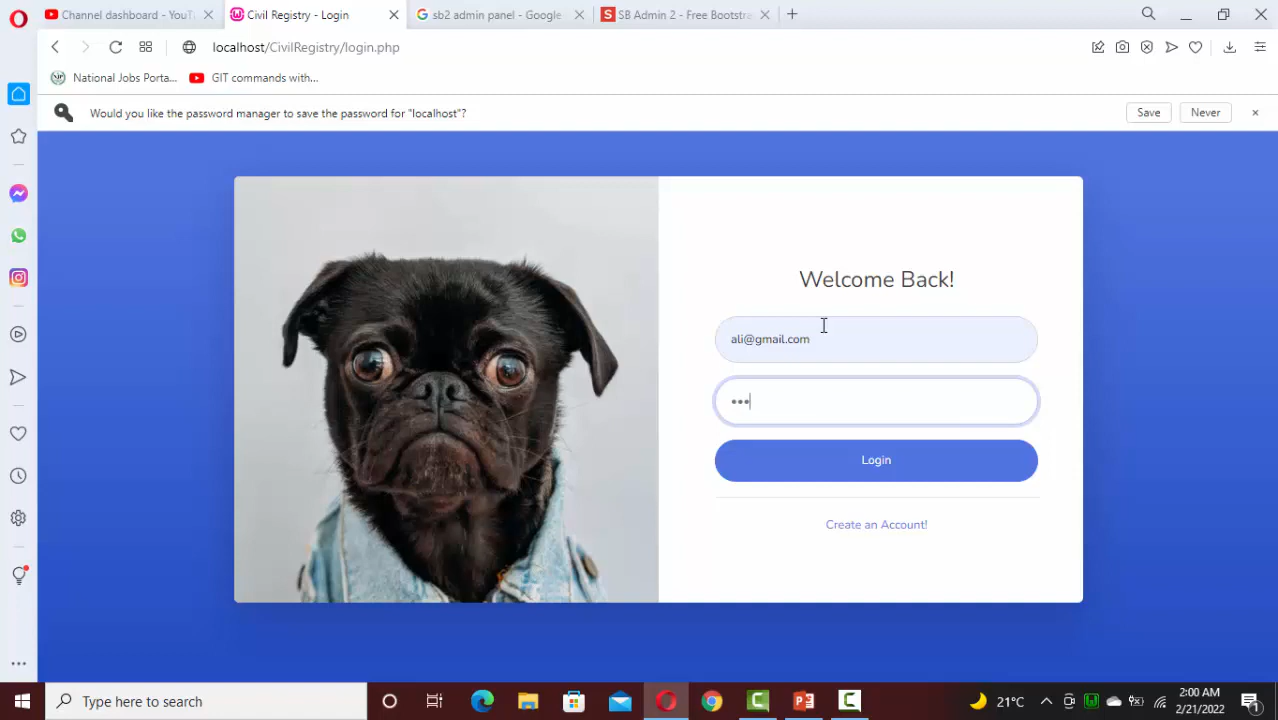 Channel dashboard - YouT
Civil Registry - Login
sb2 admin panel - Google
SB Admin 2 - Free Bootstra
localhost/CivilRegistry/login.php
National Jobs Porta...
GIT commands with...
Would you like the password manager to save the password for "localhost"?
Save
Never
Welcome Back!
ali@gmail.com
•••
Login
Create an Account!
Type here to search
21°C
2:00 AM
2/21/2022